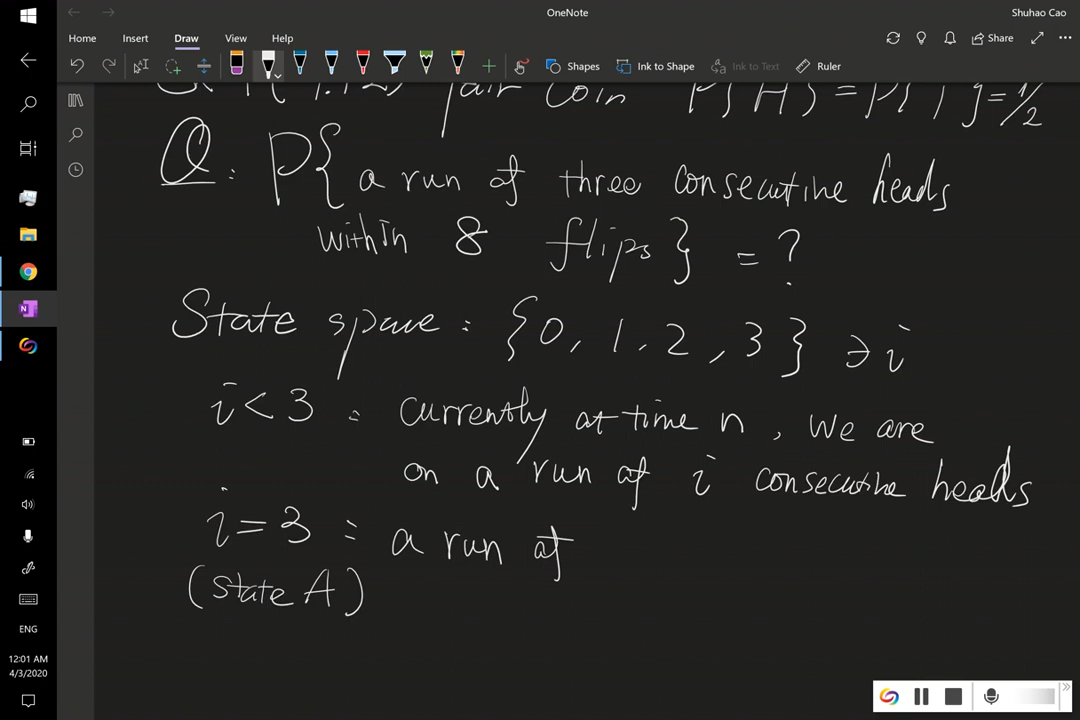 OneNote
Shuhao Cao
Home Insert Draw View Help
Share
Shapes
Ink to Shape
Ink to Text
Ruler
fair coin P{H} = P{T} = 1/2
Q: P{a run of three consecutive heads
within 8 flips} = ?
State space: {0, 1, 2, 3} ∋ i
i < 3 : currently at time n, we are
on a run of i consecutive heads
i = 3 : a run of
(state A)
ENG
12:01 AM
4/3/2020